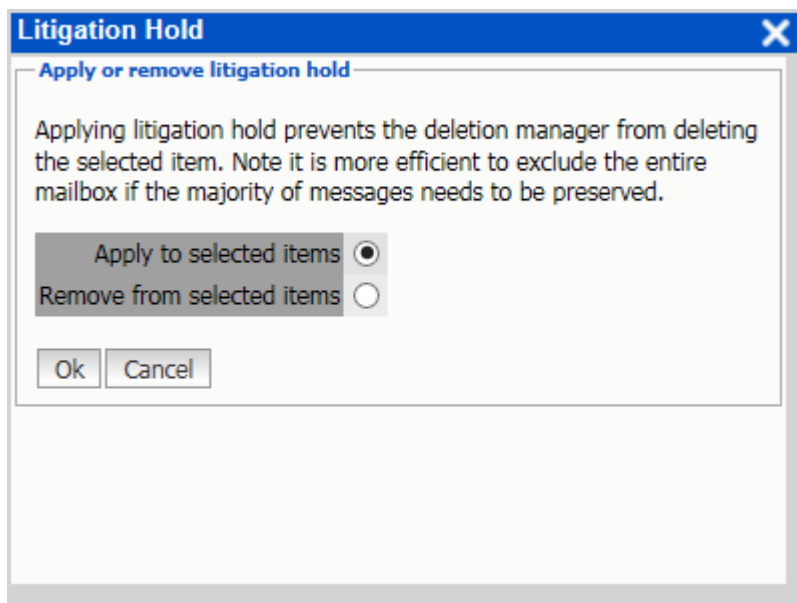 Litigation Hold
Apply or remove litigation hold
Applying litigation hold prevents the deletion manager from deleting
the selected item. Note it is more efficient to exclude the entire
mailbox if the majority of messages needs to be preserved.
Apply to selected items
Remove from selected items
Ok Cancel